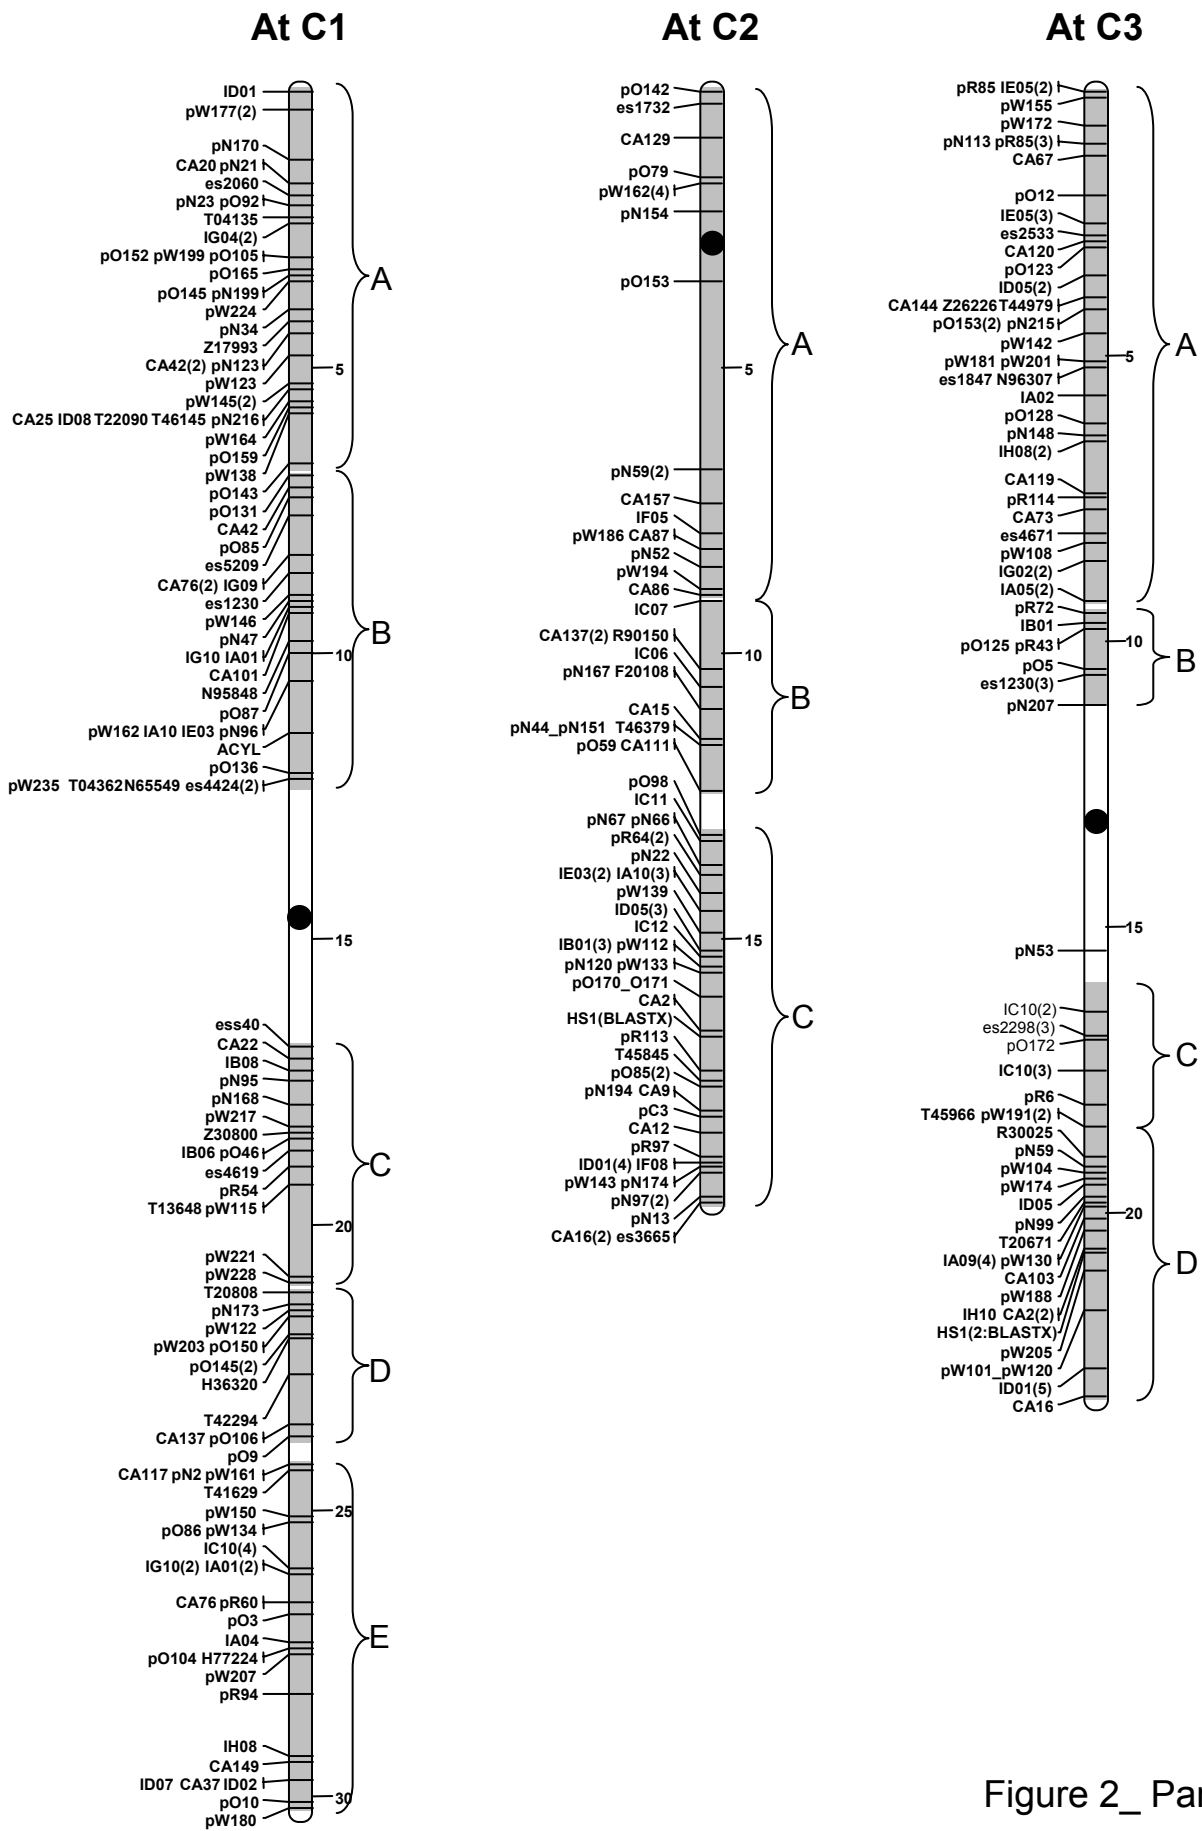 At C1
ID01
pW177(2)
pN170
CA20 pN21
es2060
pN23 pO92
T04135
IG04(2)
pO152 pW199 pO105
pO165
pO145 pN199
pW224
pN34
Z17993
CA42(2) pN123
pW123
pW145(2)
CA25 ID08 T22090 T46145 pN216
pW164
pO159
pW138
pO143
pO131
CA42
pO85
es5209
CA76(2) IG09
es1230
pW146
pN47
IG10 IA01
CA101
N95848
pO87
pW162 IA10 IE03 pN96
ACYL
pO136
pW235 T04362N65549 es4424(2)
ess40
CA22
IB08
pN95
pN168
pW217
Z30800
IB06 pO46
es4619
pR54
T13648 pW115
pW221
pW228
T20808
pN173
pW122
pW203 pO150
pO145(2)
H36320
T42294
CA137 pO106
pO9
CA117 pN2 pW161
T41629
pW150
pO86 pW134
IC10(4)
IG10(2) IA01(2)
CA76 pR60
pO3
IA04
pO104 H77224
pW207
pR94
IH08
CA149
ID07 CA37 ID02
pO10
pW180
5
10
15
20
25
30
A
B
C
D
E
At C2
pO142
es1732
CA129
pO79
pW162(4)
pN154
pO153
pN59(2)
CA157
IF05
pW186 CA87
pN52
pW194
CA86
IC07
CA137(2) R90150
IC06
pN167 F20108
CA15
pN44_pN151 T46379
pO59 CA111
pO98
IC11
pN67 pN66
pR64(2)
pN22
IE03(2) IA10(3)
pW139
ID05(3)
IC12
IB01(3) pW112
pN120 pW133
pO170_O171
CA2
HS1(BLASTX)
pR113
T45845
pO85(2)
pN194 CA9
pC3
CA12
pR97
ID01(4) IF08
pW143 pN174
pN97(2)
pN13
CA16(2) es3665
5
10
15
A
B
C
At C3
pR85 IE05(2)
pW155
pW172
pN113 pR85(3)
CA67
pO12
IE05(3)
es2533
CA120
pO123
ID05(2)
CA144 Z26226T44979
pO153(2) pN215
pW142
pW181 pW201
es1847 N96307
IA02
pO128
pN148
IH08(2)
CA119
pR114
CA73
es4671
pW108
IG02(2)
IA05(2)
pR72
IB01
pO125 pR43
pO5
es1230(3)
pN207
pN53
IC10(2)
es2298(3)
pO172
IC10(3)
pR6
T45966 pW191(2)
R30025
pN59
pW104
pW174
ID05
pN99
T20671
IA09(4) pW130
CA103
pW188
IH10 CA2(2)
HS1(2:BLASTX)
pW205
pW101_pW120
ID01(5)
CA16
5
10
15
20
A
B
C
D
Figure 2_ Par